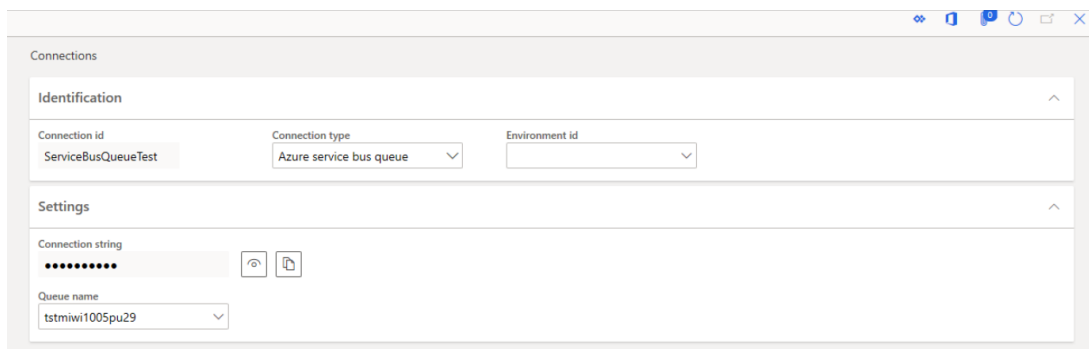 0
Connections
Identification
Connection id Connection type Environment id
ServiceBusQueueTest Azure service bus queue
Settings
Connection string
••••••••••
Queue name
tstmiwi1005pu29